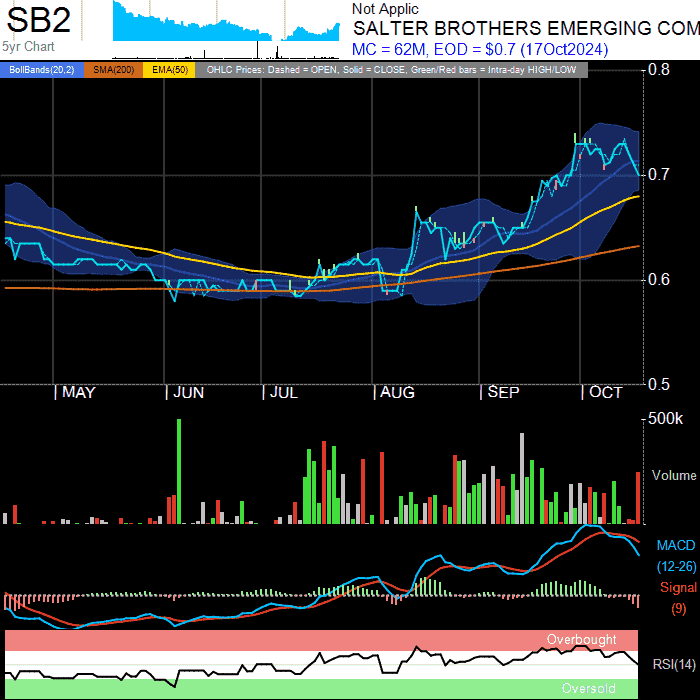 SB2
Not Applic
SALTER BROTHERS EMERGING COM
5yr Chart
MC = 62M, EOD = $0.7 (17Oct2024)
BollBands(20,2) SMA(200) EMA(50) OHLC Prices: Dashed = OPEN, Solid = CLOSE, Green/Red bars = Intra-day HIGH/LOW
0.8
0.7
0.6
0.5
MAY JUN JUL AUG SEP OCT
500k
Volume
MACD
(12-26)
Signal
(9)
Overbought
RSI(14)
Oversold